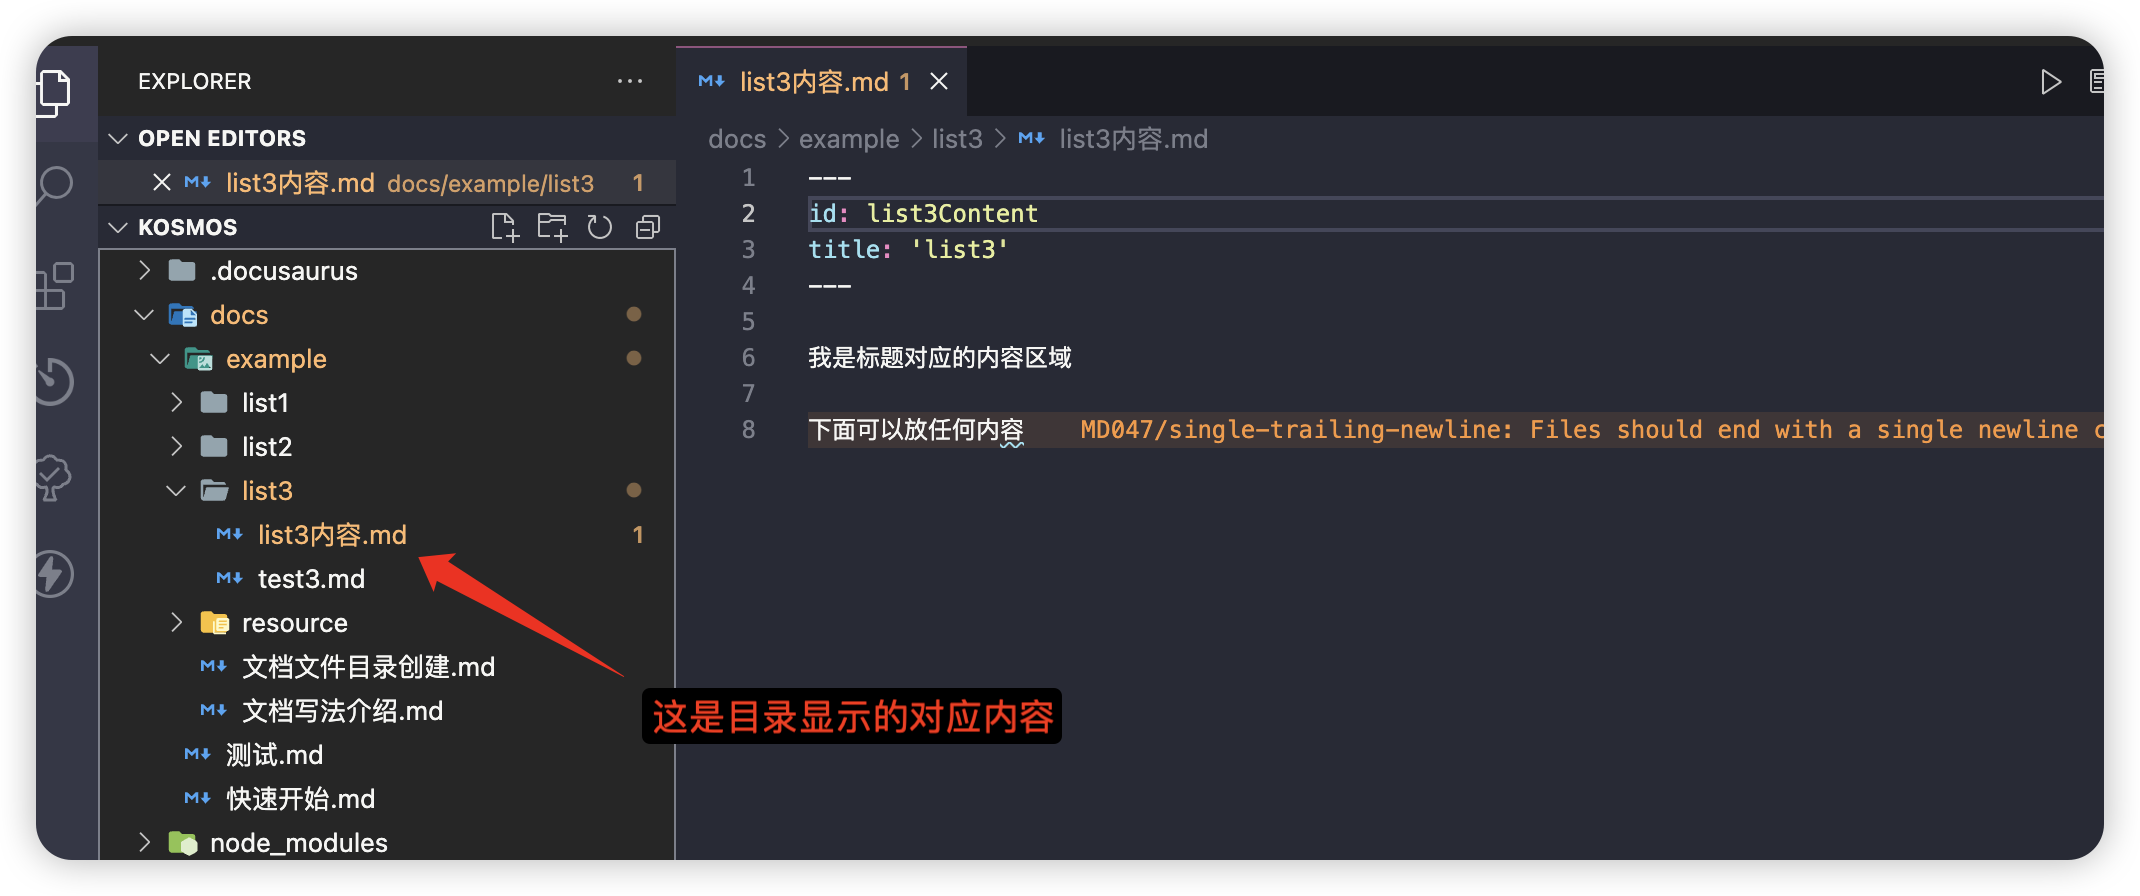 EXPLORER
OPEN EDITORS
list3内容.md docs/example/list3 1
KOSMOS
.docusaurus
docs
example
list1
list2
list3
list3内容.md 1
test3.md
resource
文档文件目录创建.md
文档写法介绍.md
测试.md
快速开始.md
node_modules
list3内容.md 1
docs > example > list3 > list3内容.md
1 ---
2 id: list3Content
3 title: 'list3'
4 ---
5
6 我是标题对应的内容区域
7
8 下面可以放任何内容 MD047/single-trailing-newline: Files should end with a single newline c
这是目录显示的对应内容